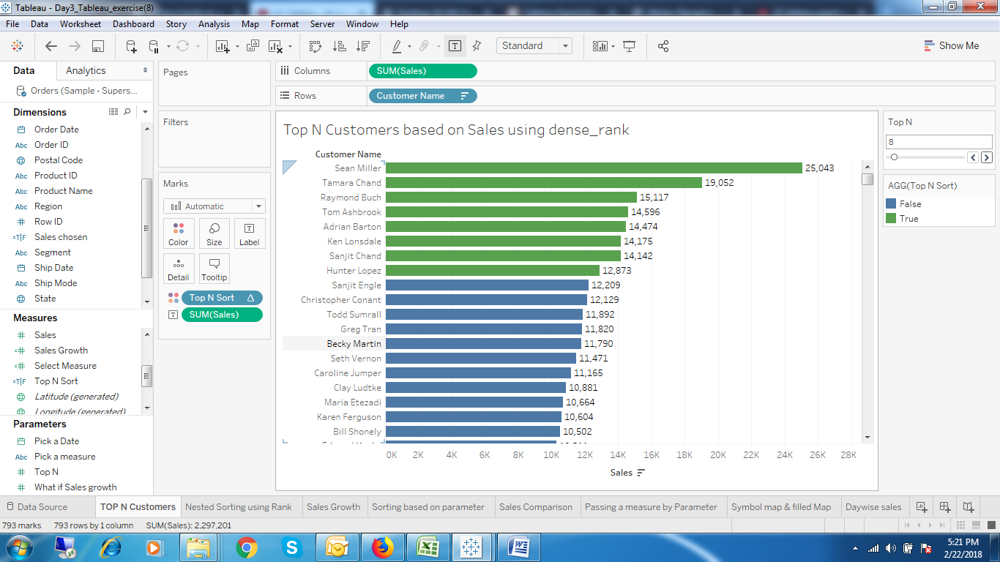 Tableau - Day3_Tableau_exercise(8)
File Data Worksheet Dashboard Story Analysis Map Format Server Window Help
Standard
Show Me
Data Analytics
Orders (Sample - Supers...
Dimensions
Order Date
Abc Order ID
Postal Code
Abc Product ID
Abc Product Name
Abc Region
# Row ID
=T|F Sales chosen
Abc Segment
Ship Date
Abc Ship Mode
State
Measures
# Sales
=# Sales Growth
=# Select Measure
=T|F Top N Sort
Latitude (generated)
Longitude (generated)
Parameters
Pick a Date
Abc Pick a measure
# Top N
# What if Sales growth
Pages
Filters
Marks
Automatic
Color Size Label
Detail Tooltip
Top N Sort Δ
SUM(Sales)
Columns SUM(Sales)
Rows Customer Name
Top N Customers based on Sales using dense_rank
Customer Name
Sean Miller 25,043
Tamara Chand 19,052
Raymond Buch 15,117
Tom Ashbrook 14,596
Adrian Barton 14,474
Ken Lonsdale 14,175
Sanjit Chand 14,142
Hunter Lopez 12,873
Sanjit Engle 12,209
Christopher Conant 12,129
Todd Sumrall 11,892
Greg Tran 11,820
Becky Martin 11,790
Seth Vernon 11,471
Caroline Jumper 11,165
Clay Ludtke 10,881
Maria Etezadi 10,664
Karen Ferguson 10,604
Bill Shonely 10,502
0K 2K 4K 6K 8K 10K 12K 14K 16K 18K 20K 22K 24K 26K 28K
Sales
Top N
8
AGG(Top N Sort)
False
True
Data Source TOP N Customers Nested Sorting using Rank Sales Growth Sorting based on parameter Sales Comparison Passing a measure by Parameter Symbol map & filled Map Daywise sales
793 marks 793 rows by 1 column SUM(Sales): 2,297,201
5:21 PM
2/22/2018